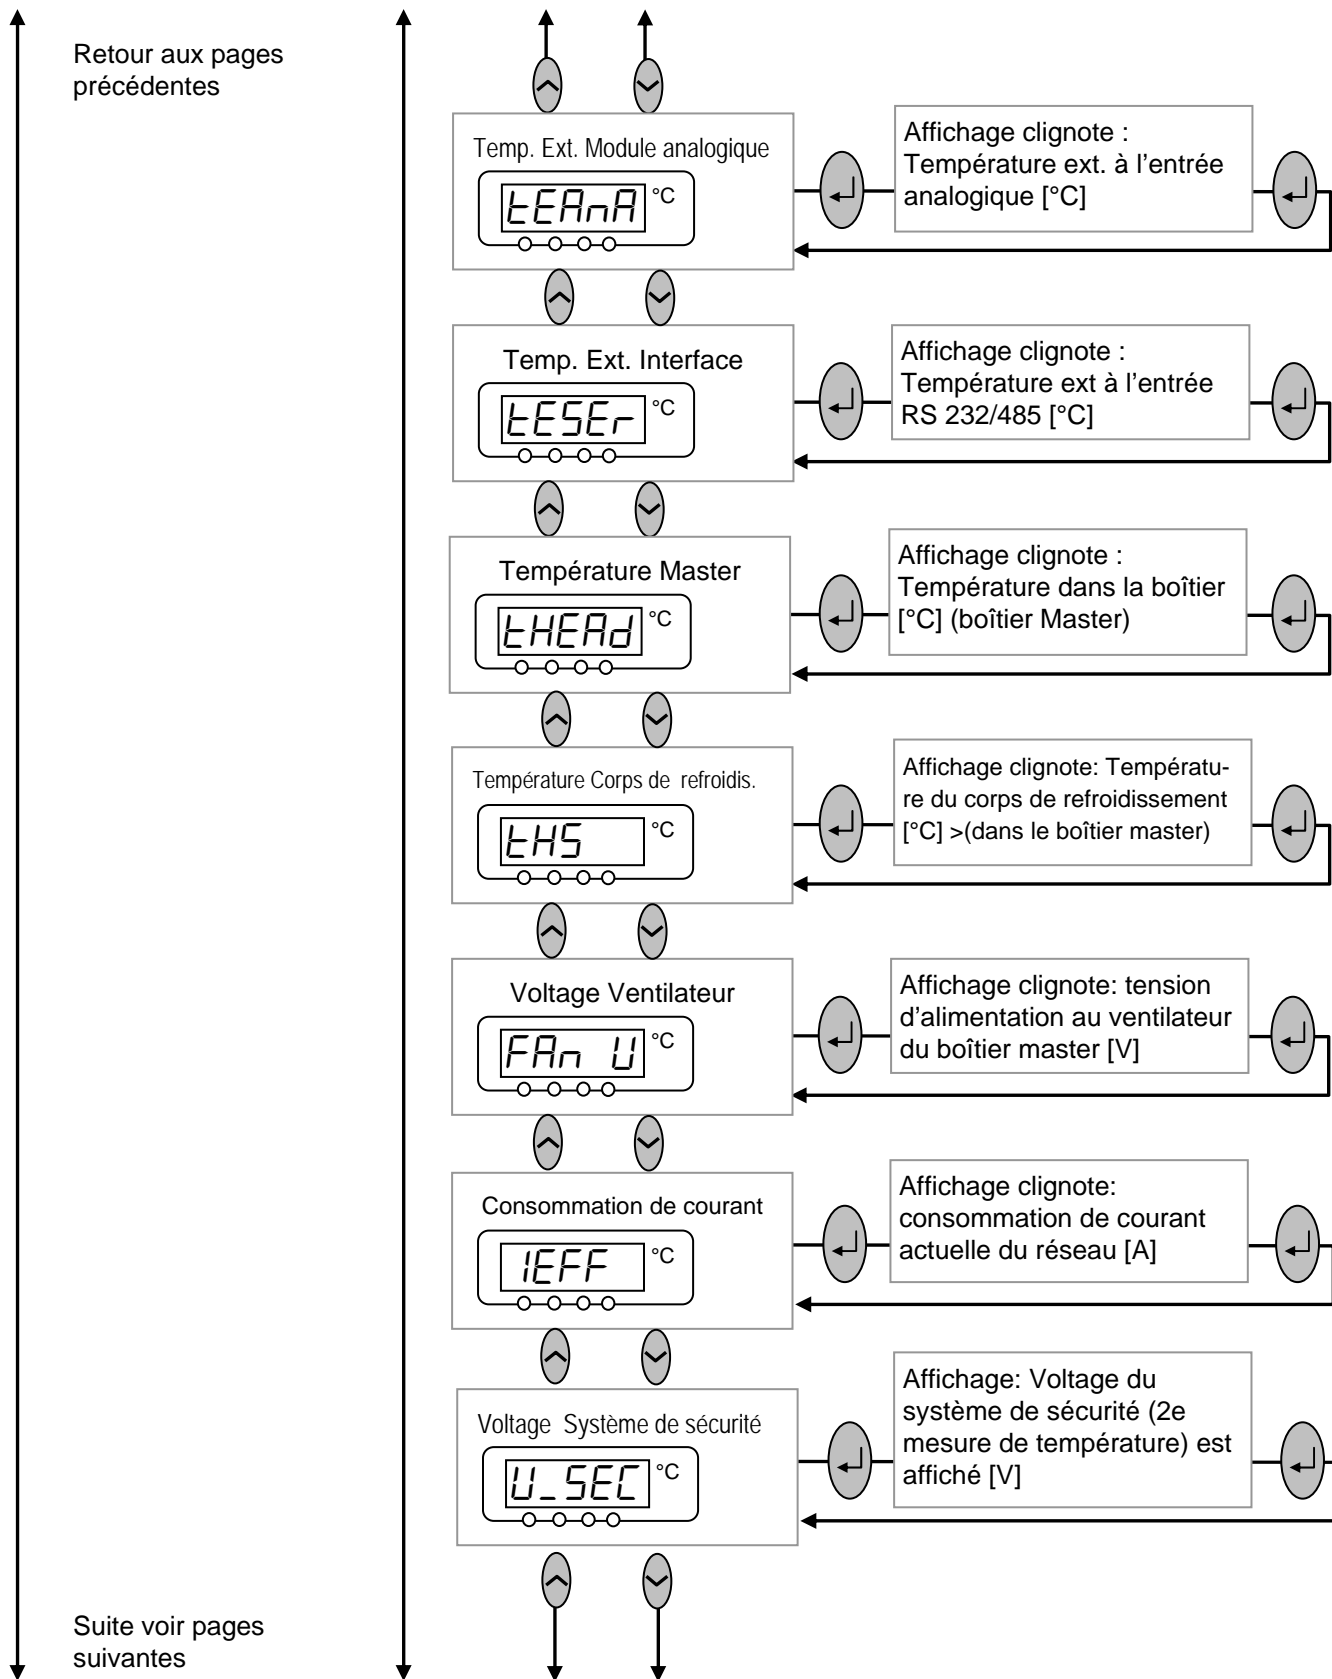 Retour aux pages
précédentes
Temp. Ext. Module analogique
tEAnA °C
Affichage clignote :
Température ext. à l’entrée
analogique [°C]
Temp. Ext. Interface
tESEr °C
Affichage clignote :
Température ext à l’entrée
RS 232/485 [°C]
Température Master
tHEAd °C
Affichage clignote :
Température dans la boîtier
[°C] (boîtier Master)
Température Corps de refroidis.
tHS °C
Affichage clignote: Températu-
re du corps de refroidissement
[°C] >(dans le boîtier master)
Voltage Ventilateur
FAn U °C
Affichage clignote: tension
d’alimentation au ventilateur
du boîtier master [V]
Consommation de courant
IEFF °C
Affichage clignote:
consommation de courant
actuelle du réseau [A]
Voltage Système de sécurité
U_SEC °C
Affichage: Voltage du
système de sécurité (2e
mesure de température) est
affiché [V]
Suite voir pages
suivantes